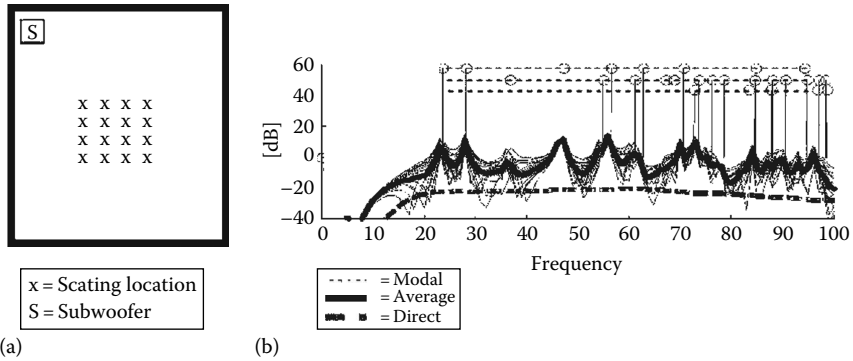 S
x x x x
x x x x
x x x x
x x x x
x = Scating location
S = Subwoofer
(a)
60
40
20
0
−20
−40
[dB]
0 10 20 30 40 50 60 70 80 90 100
Frequency
= Modal
= Average
= Direct
(b)